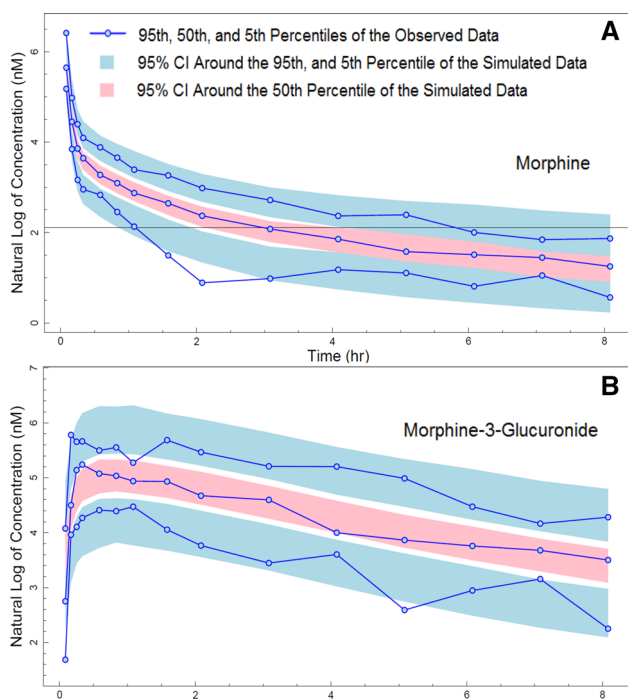 A
95th, 50th, and 5th Percentiles of the Observed Data
95% CI Around the 95th, and 5th Percentile of the Simulated Data
95% CI Around the 50th Percentile of the Simulated Data
Morphine
Natural Log of Concentration (nM)
6
4
2
0
0 2 4 6 8
Time (hr)
B
Morphine-3-Glucuronide
Natural Log of Concentration (nM)
7
6
5
4
3
2
0 2 4 6 8